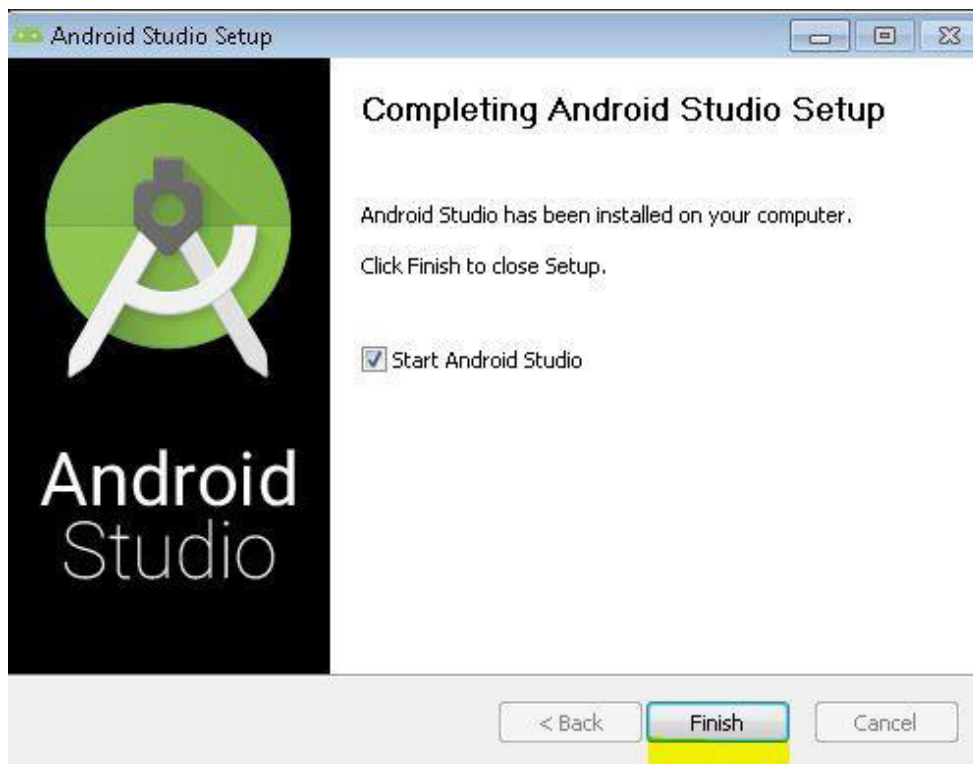 Android Studio Setup
Completing Android Studio Setup
Android Studio has been installed on your computer.
Click Finish to close Setup.
Start Android Studio
Android
Studio
< Back
Finish
Cancel